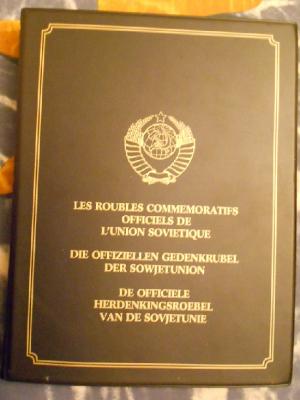 LES ROUBLES COMMEMORATIFS
OFFICIELS DE
L'UNION SOVIETIQUE
DIE OFFIZIELLEN GEDENKRUBEL
DER SOWJETUNION
DE OFFICIELE
HERDENKINGSROEBEL
VAN DE SOVJETUNIE